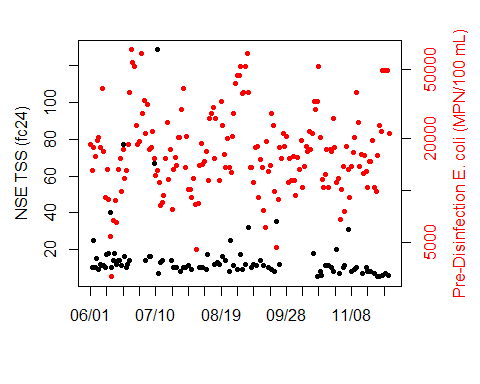 NSE TSS (fc24)
20 40 60 80 100
06/01 07/10 08/19 09/28 11/08
5000 20000 50000
Pre-Disinfection E. coli (MPN/100 mL)